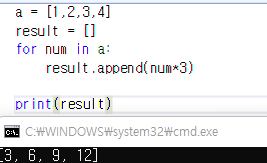 a = [1,2,3,4]
result = []
for num in a:
    result.append(num*3)
print(result)
C:₩WINDOWS₩system32₩cmd.exe
[3, 6, 9, 12]